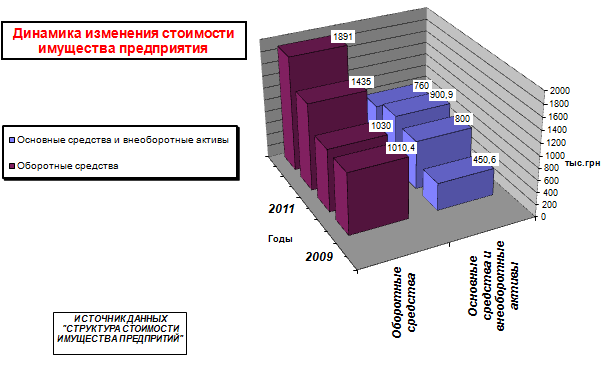 Динамика изменения стоимости
имущества предприятия
Основные средства и внеоборотные активы
Оборотные средства
1891
1435
1030
1010,4
760
900,9
800
450,6
2000
1800
1600
1400
1200
1000
800
600
400
200
0
тыс.грн
2011
Годы
2009
Оборотные
средства
Основные
средства и
внеоборотные
активы
ИСТОЧНИК ДАННЫХ
"СТРУКТУРА СТОИМОСТИ
ИМУЩЕСТВА ПРЕДПРИТИЙ"